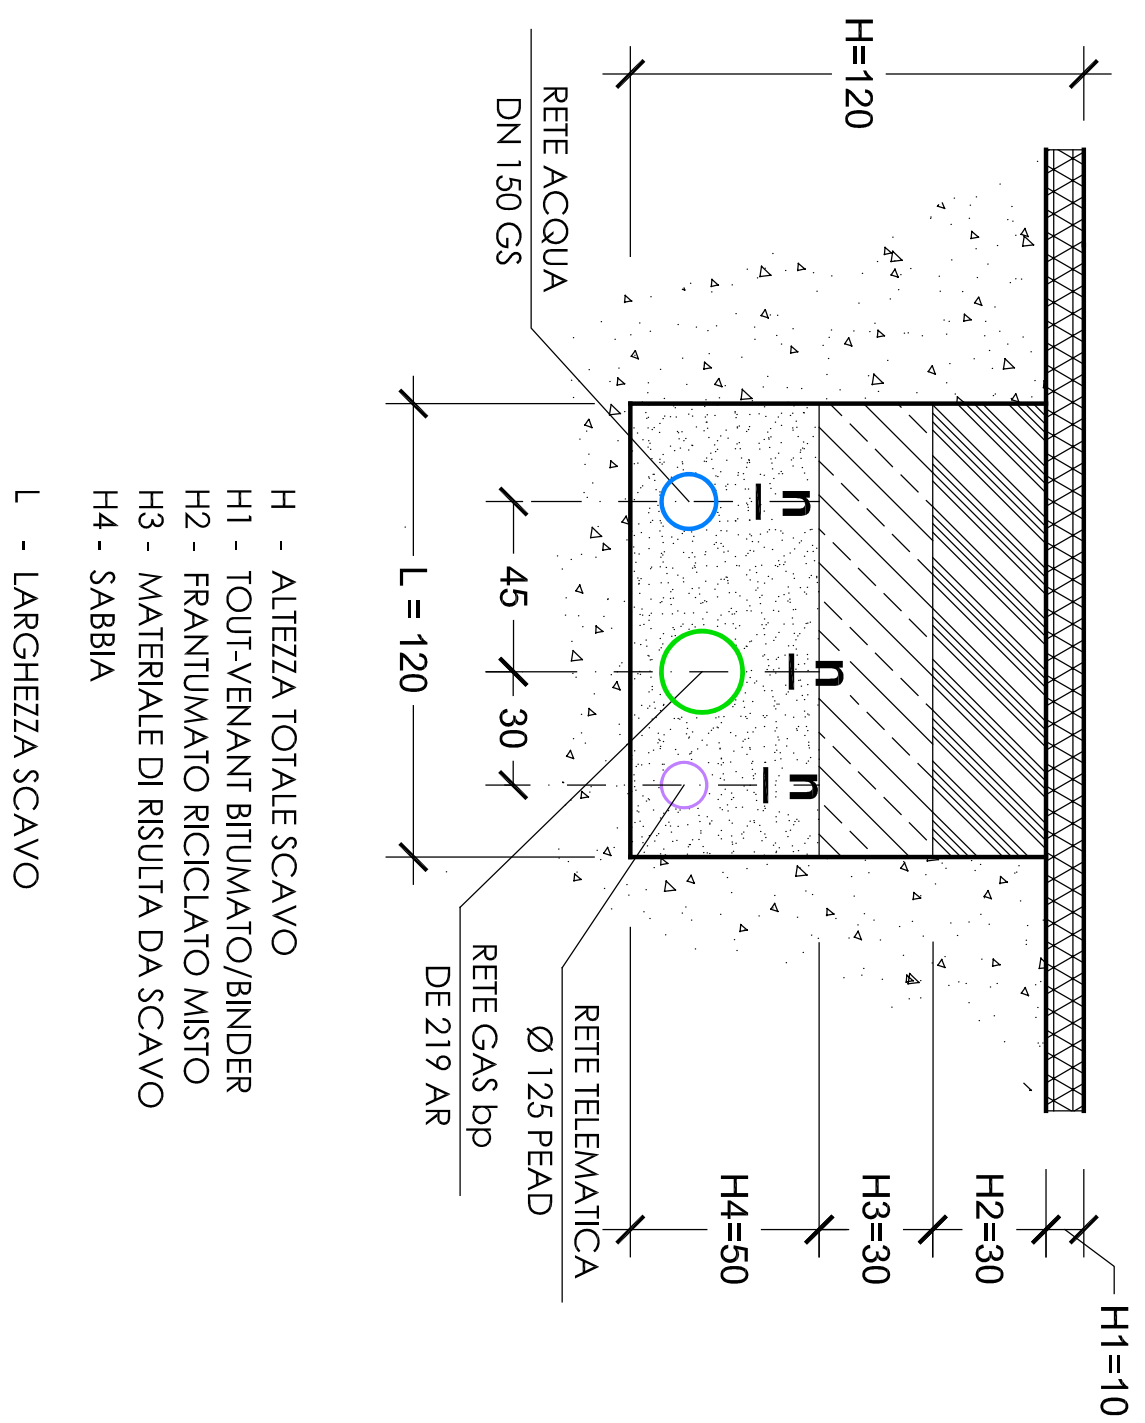 H=120
H1=10
H2=30
H3=30
H4=50
n
n
n
RETE ACQUA
DN 150 GS
45
30
L = 120
RETE TELEMATICA
Ø 125 PEAD
RETE GAS bp
DE 219 AR
H - ALTEZZA TOTALE SCAVO
H1 - TOUT-VENANT BITUMATO/BINDER
H2 - FRANTUMATO RICICLATO MISTO
H3 - MATERIALE DI RISULTA DA SCAVO
H4 - SABBIA
L - LARGHEZZA SCAVO